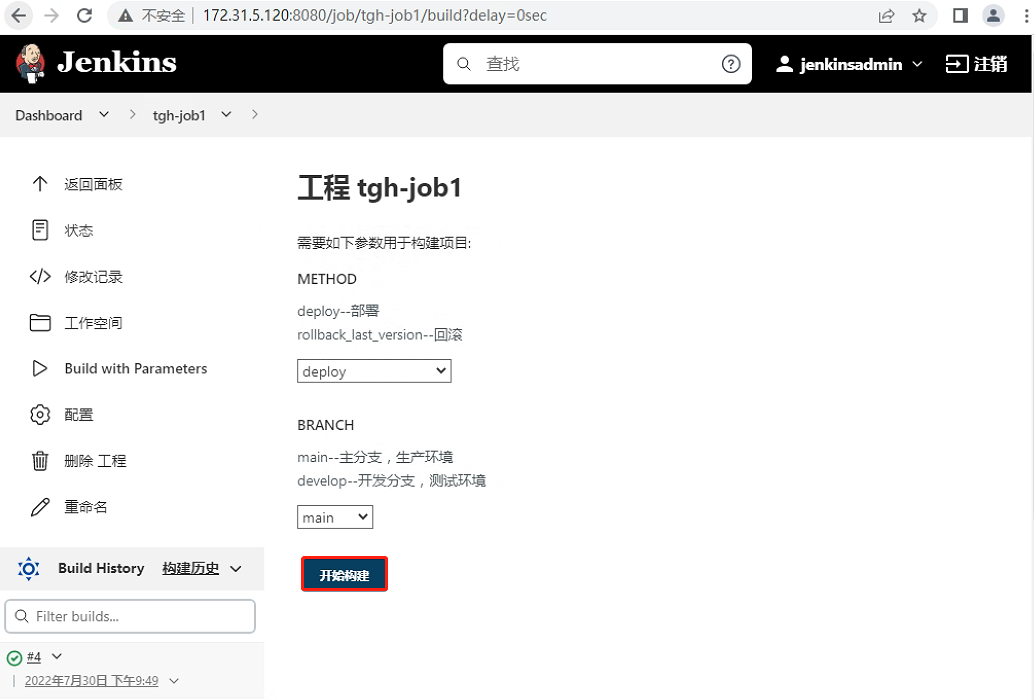 不安全 172.31.5.120:8080/job/tgh-job1/build?delay=0sec
Jenkins 查找 jenkinsadmin 注销
Dashboard tgh-job1
返回面板
状态
修改记录
工作空间
Build with Parameters
配置
删除 工程
重命名
Build History 构建历史
Filter builds...
#4
2022年7月30日 下午9:49
工程 tgh-job1
需要如下参数用于构建项目:
METHOD
deploy--部署
rollback_last_version--回滚
deploy
BRANCH
main--主分支，生产环境
develop--开发分支，测试环境
main
开始构建